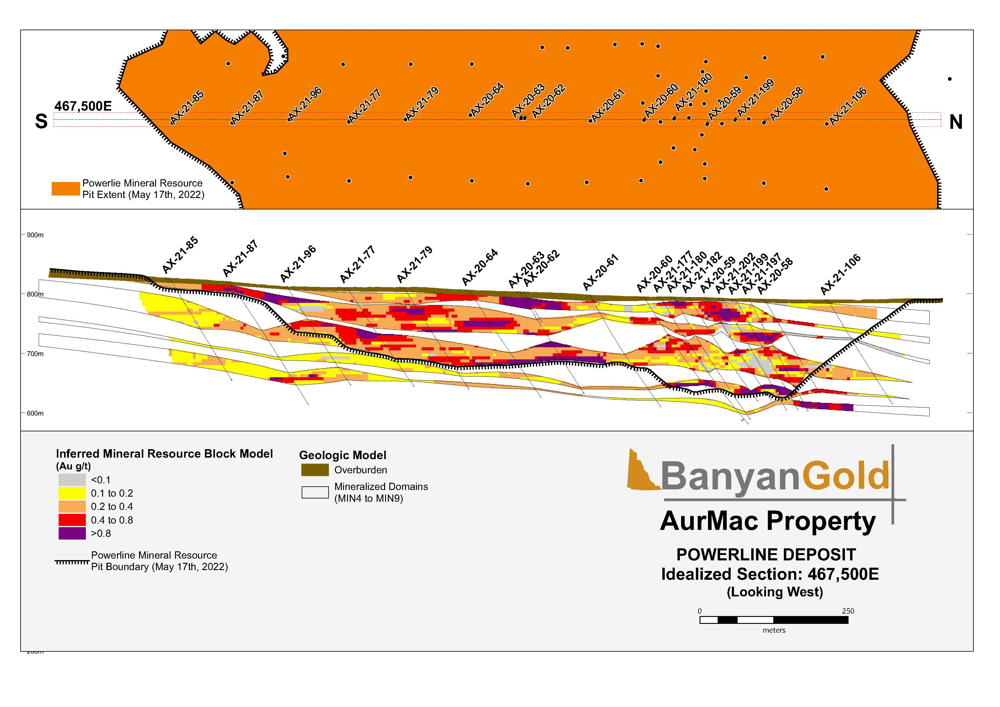 AX-21-85
AX-21-87
AX-21-96
AX-21-77
AX-21-79
AX-20-64
AX-20-63
AX-20-62
AX-20-61
AX-20-60
AX-21-180
AX-20-59
AX-21-199
AX-20-58
AX-21-106
467,500E
S
N
Powerlie Mineral Resource
Pit Extent (May 17th, 2022)
900m
800m
700m
600m
AX-21-85
AX-21-87
AX-21-96
AX-21-77
AX-21-79
AX-20-64
AX-20-63
AX-20-62
AX-20-61
AX-20-60
AX-21-177
AX-21-180
AX-21-182
AX-20-59
AX-21-202
AX-21-199
AX-21-197
AX-20-58
AX-21-106
Inferred Mineral Resource Block Model
(Au g/t)
<0.1
0.1 to 0.2
0.2 to 0.4
0.4 to 0.8
>0.8
Powerline Mineral Resource
Pit Boundary (May 17th, 2022)
Geologic Model
Overburden
Mineralized Domains
(MIN4 to MIN9)
BanyanGold
AurMac Property
POWERLINE DEPOSIT
Idealized Section: 467,500E
(Looking West)
0 250
meters